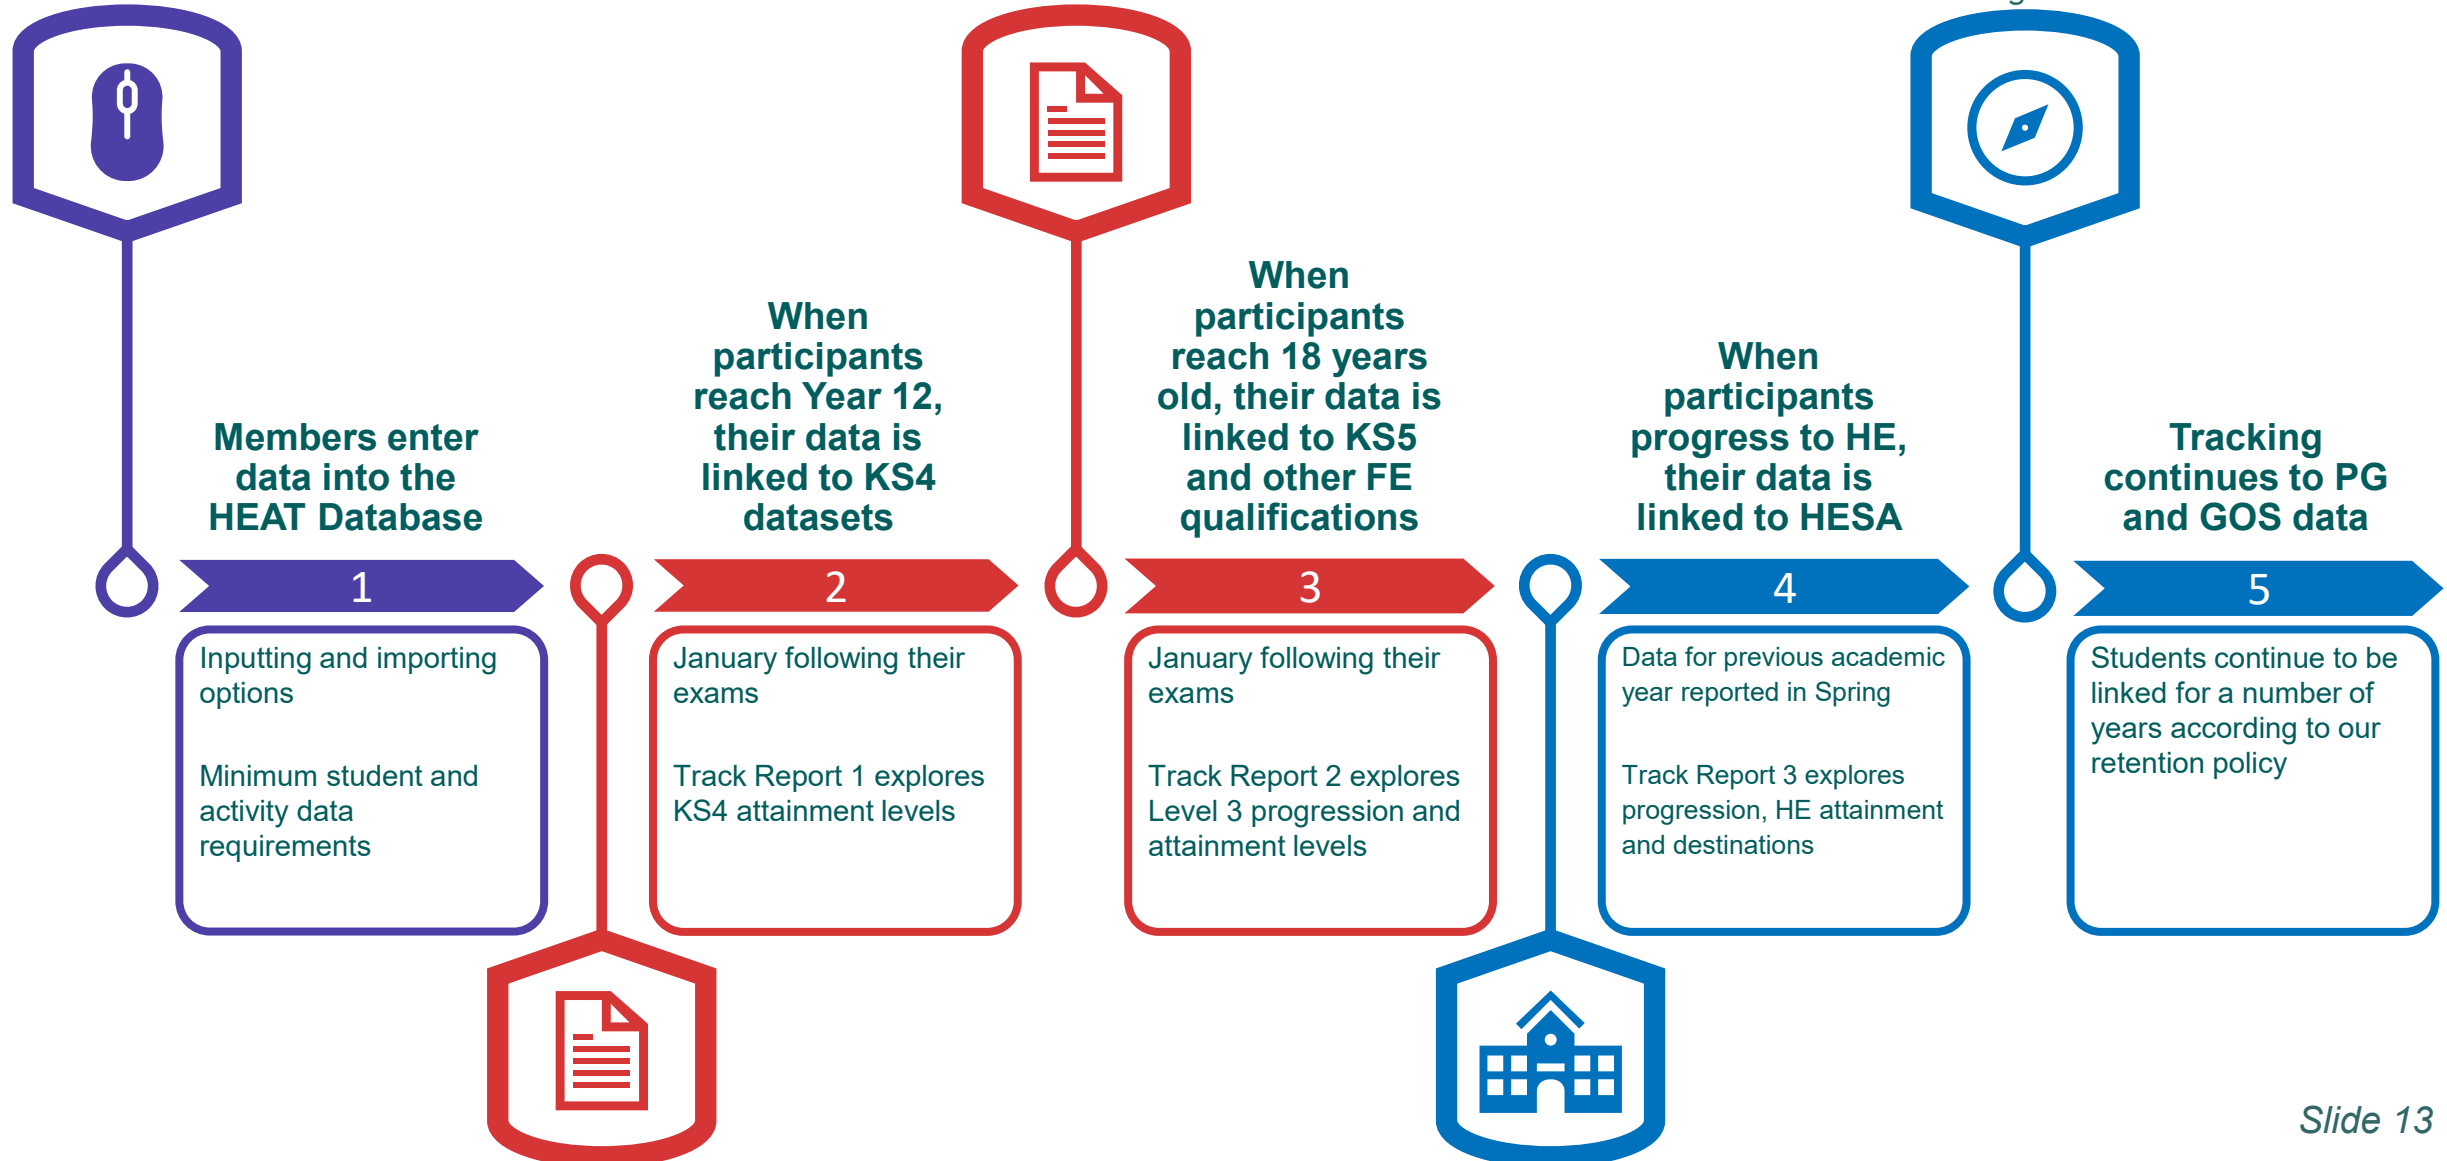 Members enter
data into the
HEAT Database
1
Inputting and importing
options
Minimum student and
activity data
requirements
When
participants
reach Year 12,
their data is
linked to KS4
datasets
2
January following their
exams
Track Report 1 explores
KS4 attainment levels
When
participants
reach 18 years
old, their data is
linked to KS5
and other FE
qualifications
3
January following their
exams
Track Report 2 explores
Level 3 progression and
attainment levels
When
participants
progress to HE,
their data is
linked to HESA
4
Data for previous academic
year reported in Spring
Track Report 3 explores
progression, HE attainment
and destinations
Tracking
continues to PG
and GOS data
5
Students continue to be
linked for a number of
years according to our
retention policy
Slide 13